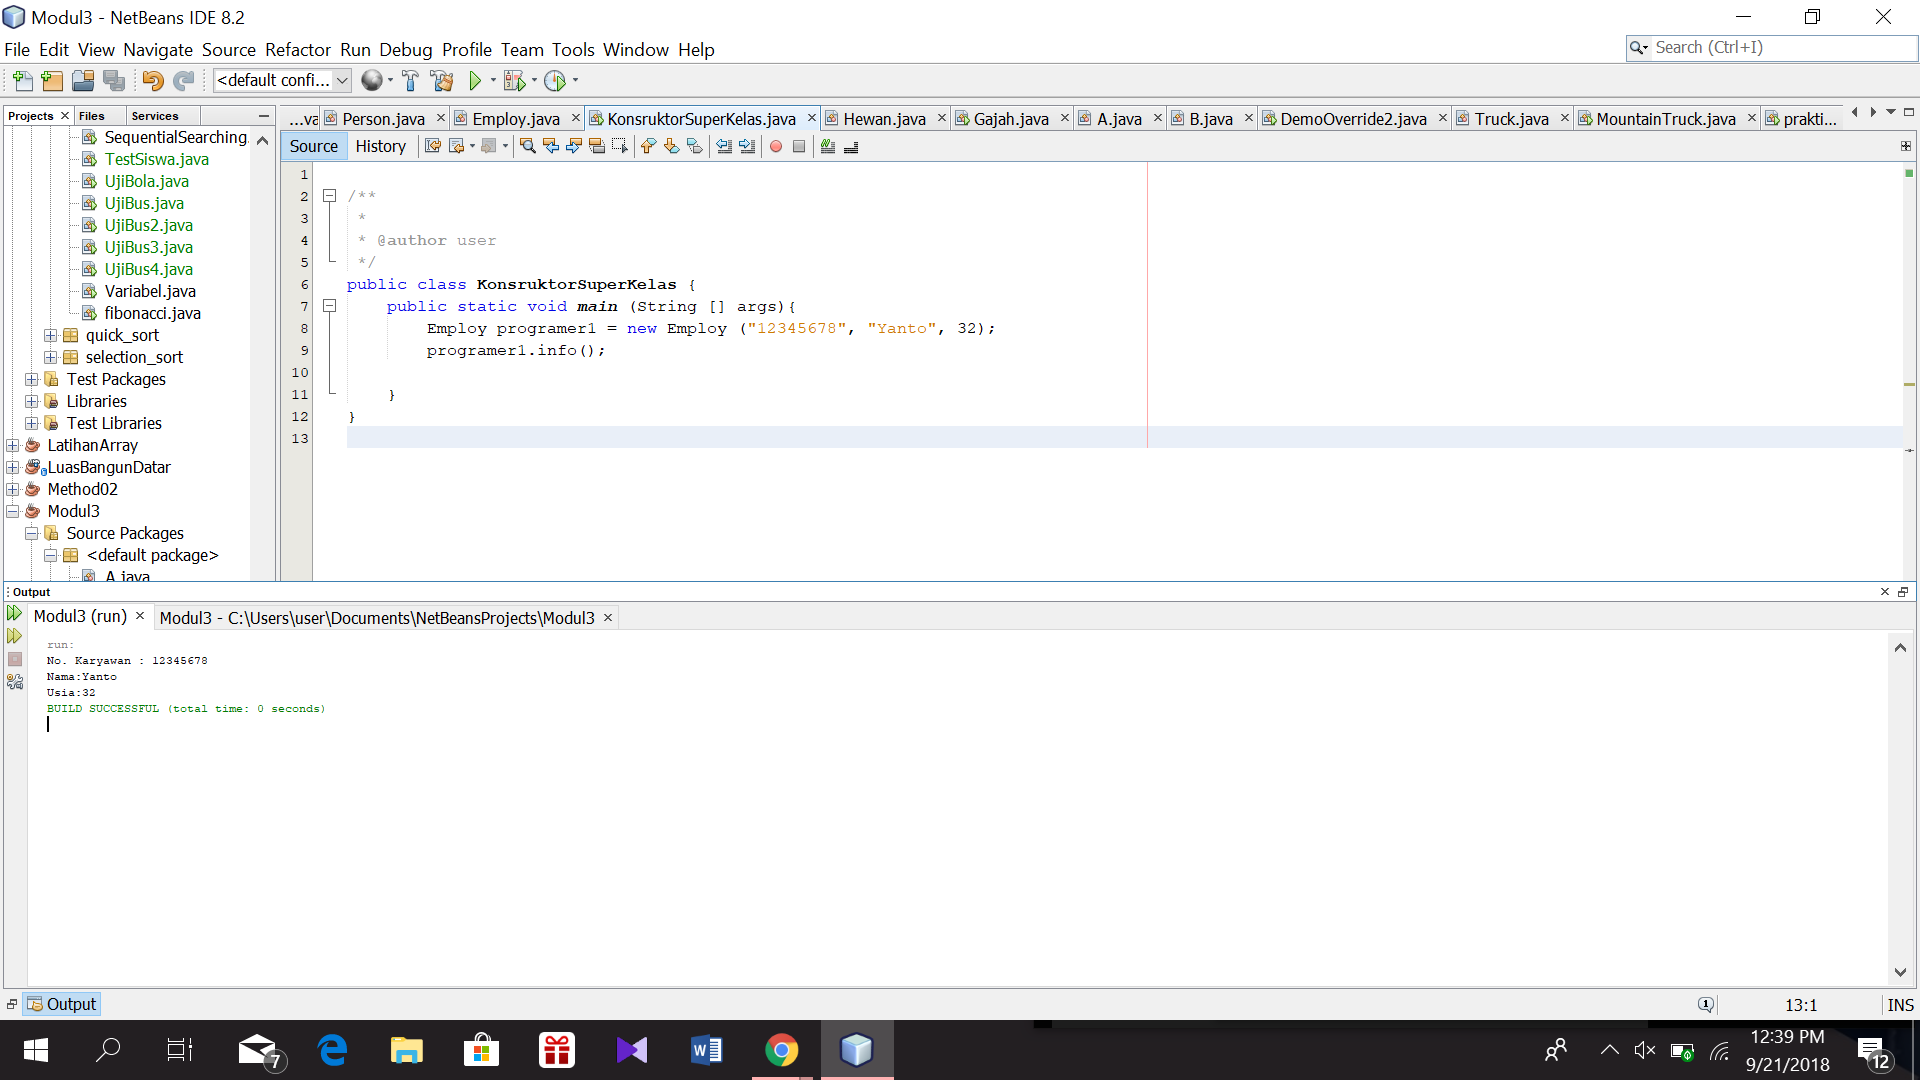 Modul3 - NetBeans IDE 8.2
File Edit View Navigate Source Refactor Run Debug Profile Team Tools Window Help
Search (Ctrl+I)
<default confi...
Projects Files Services
...va Person.java Employ.java KonsruktorSuperKelas.java Hewan.java Gajah.java A.java B.java DemoOverride2.java Truck.java MountainTruck.java prakti...
Source History
SequentialSearching.
TestSiswa.java
UjiBola.java
UjiBus.java
UjiBus2.java
UjiBus3.java
UjiBus4.java
Variabel.java
fibonacci.java
quick_sort
selection_sort
Test Packages
Libraries
Test Libraries
LatihanArray
LuasBangunDatar
Method02
Modul3
Source Packages
<default package>
A.java
1
2 /**
3 *
4 * @author user
5 */
6 public class KonsruktorSuperKelas {
7 public static void main (String [] args){
8 Employ programer1 = new Employ ("12345678", "Yanto", 32);
9 programer1.info();
10
11 }
12 }
13
Output
Modul3 (run) Modul3 - C:\Users\user\Documents\NetBeansProjects\Modul3
run:
No. Karyawan : 12345678
Nama:Yanto
Usia:32
BUILD SUCCESSFUL (total time: 0 seconds)
Output
13:1 INS
7
12:39 PM
9/21/2018
12